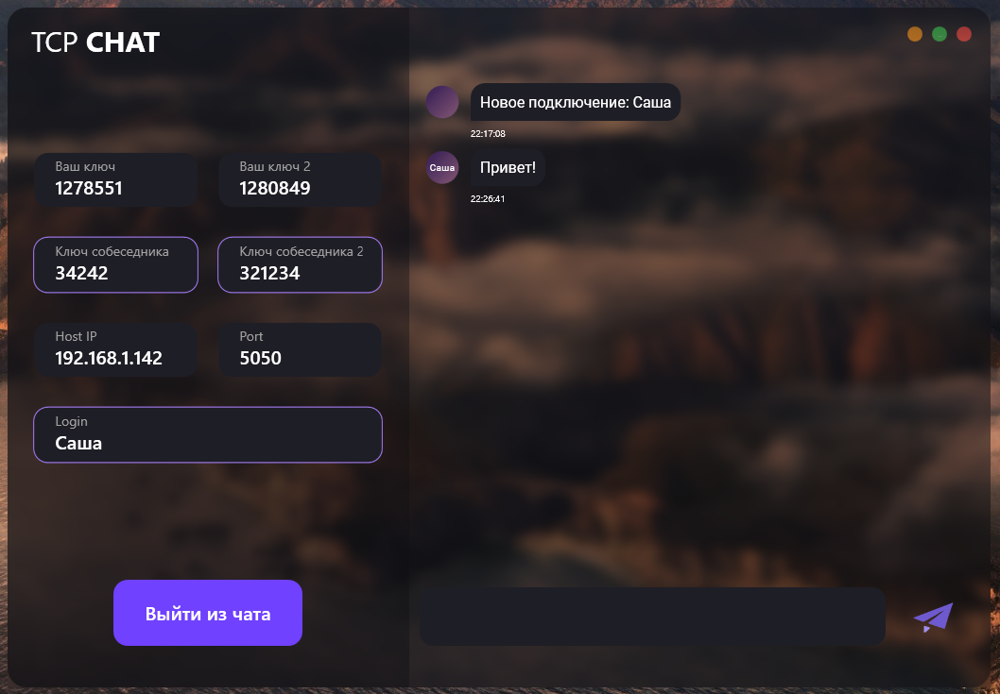 TCP CHAT
Ваш ключ
1278551
Ваш ключ 2
1280849
Ключ собеседника
34242
Ключ собеседника 2
321234
Host IP
192.168.1.142
Port
5050
Login
Саша
Выйти из чата
Новое подключение: Саша
22:17:08
Саша
Привет!
22:26:41